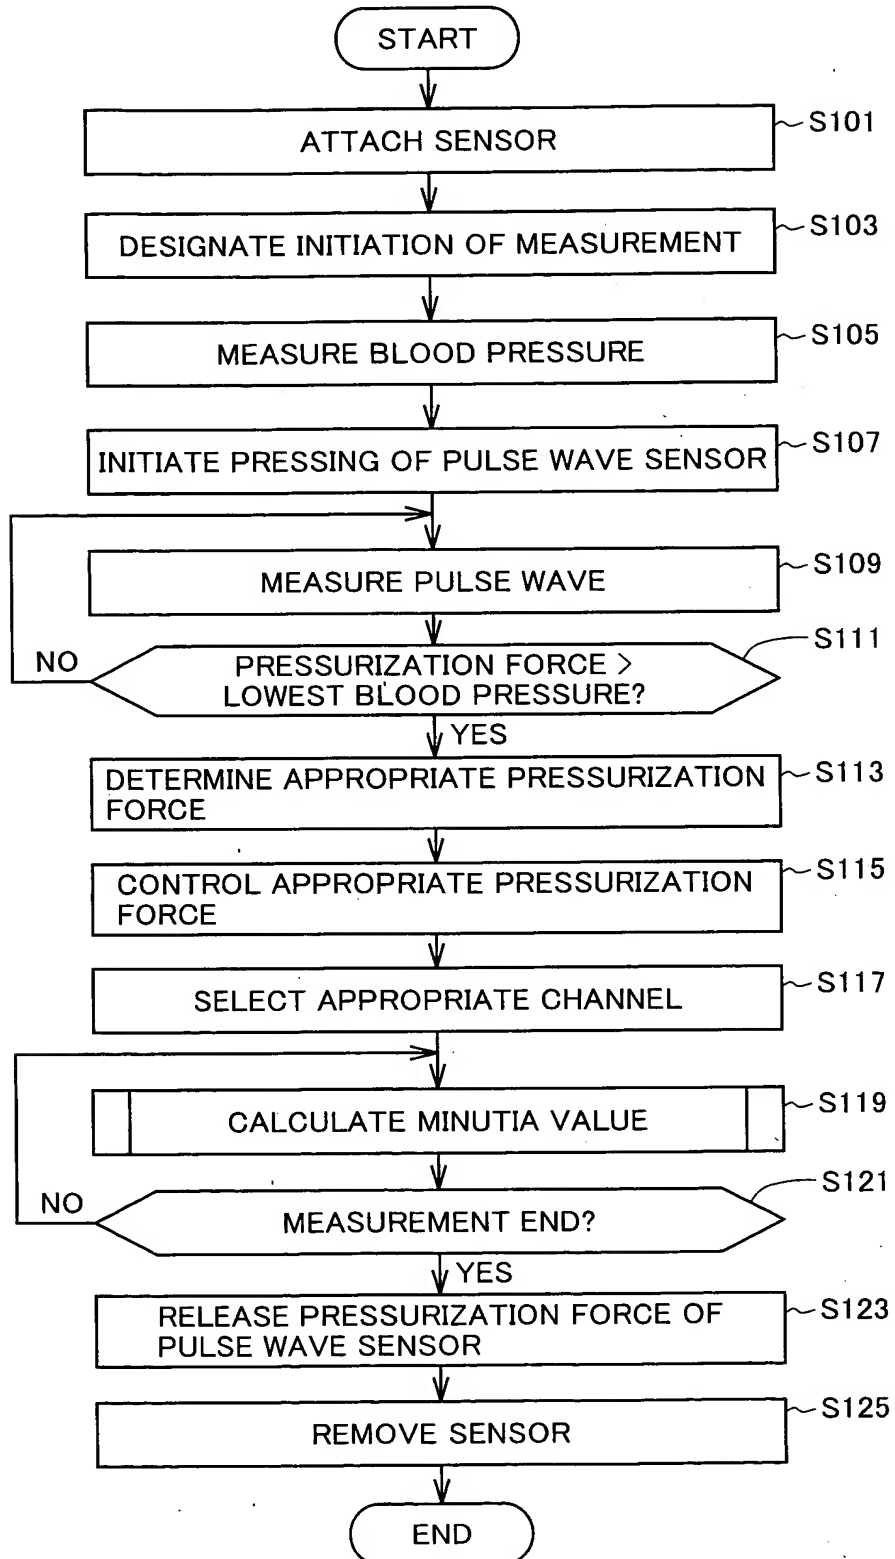 START
ATTACH SENSOR
S101
DESIGNATE INITIATION OF MEASUREMENT
S103
MEASURE BLOOD PRESSURE
S105
INITIATE PRESSING OF PULSE WAVE SENSOR
S107
MEASURE PULSE WAVE
S109
NO
PRESSURIZATION FORCE >
LOWEST BLOOD PRESSURE?
S111
YES
DETERMINE APPROPRIATE PRESSURIZATION
FORCE
S113
CONTROL APPROPRIATE PRESSURIZATION
FORCE
S115
SELECT APPROPRIATE CHANNEL
S117
CALCULATE MINUTIA VALUE
S119
NO
MEASUREMENT END?
S121
YES
RELEASE PRESSURIZATION FORCE OF
PULSE WAVE SENSOR
S123
REMOVE SENSOR
S125
END